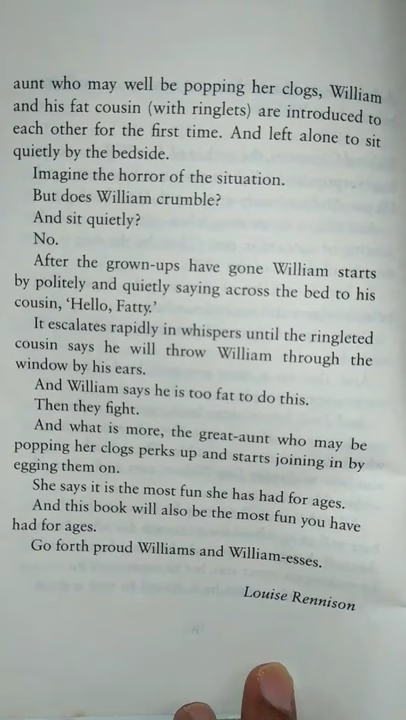 aunt who may well be popping her clogs, William
and his fat cousin (with ringlets) are introduced to
each other for the first time. And left alone to sit
quietly by the bedside.
Imagine the horror of the situation.
But does William crumble?
And sit quietly?
No.
After the grown-ups have gone William starts
by politely and quietly saying across the bed to his
cousin, ‘Hello, Fatty.’
It escalates rapidly in whispers until the ringleted
cousin says he will throw William through the
window by his ears.
And William says he is too fat to do this.
Then they fight.
And what is more, the great-aunt who may be
popping her clogs perks up and starts joining in by
egging them on.
She says it is the most fun she has had for ages.
And this book will also be the most fun you have
had for ages.
Go forth proud Williams and William-esses.
Louise Rennison